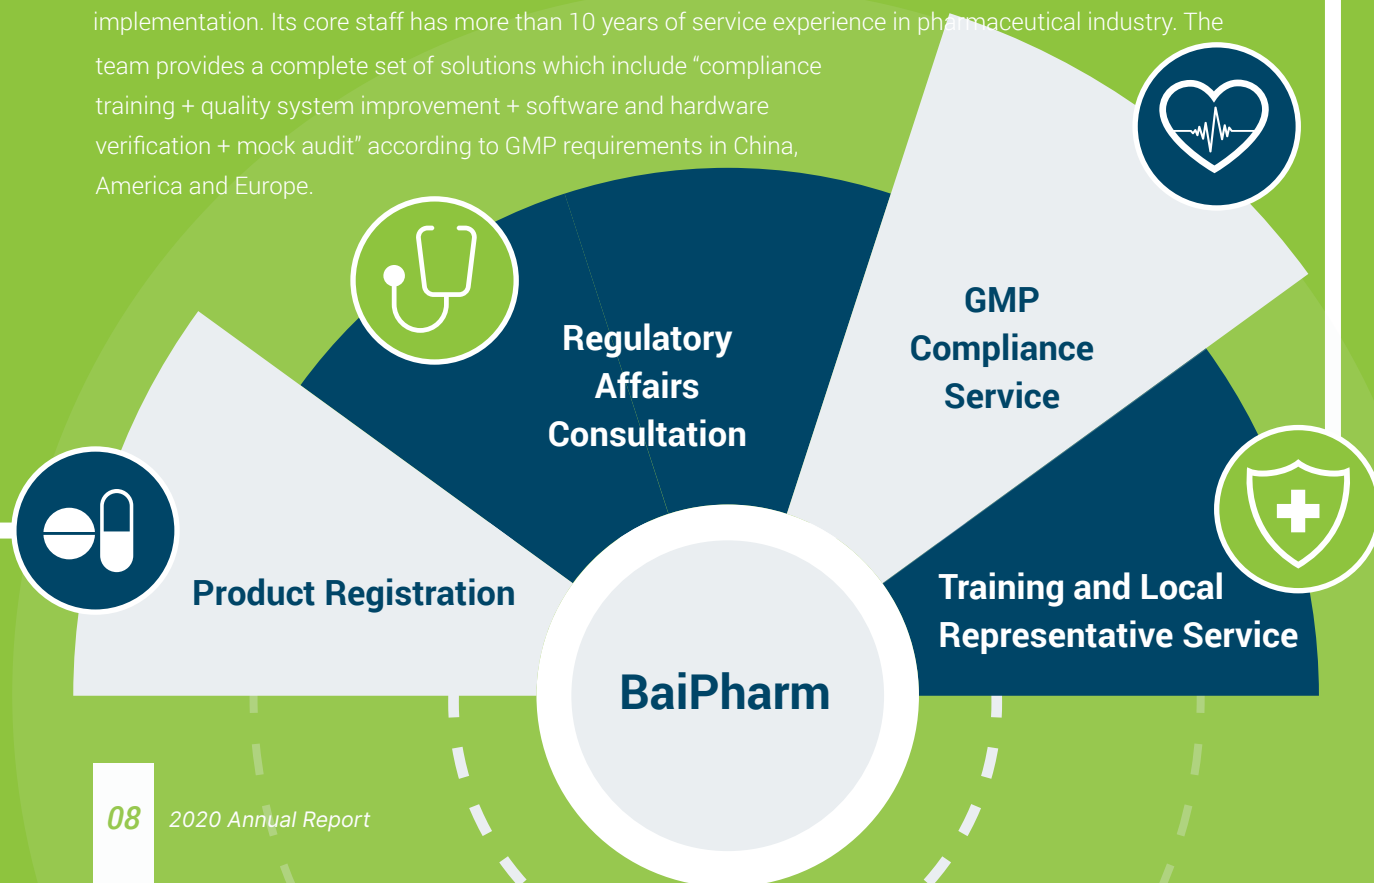 implementation. Its core staff has more than 10 years of service experience in pharmaceutical industry. The
team provides a complete set of solutions which include “compliance
training + quality system improvement + software and hardware
verification + mock audit” according to GMP requirements in China,
America and Europe.
Regulatory
Affairs
Consultation
GMP
Compliance
Service
Product Registration
Training and Local
Representative Service
BaiPharm
08 2020 Annual Report